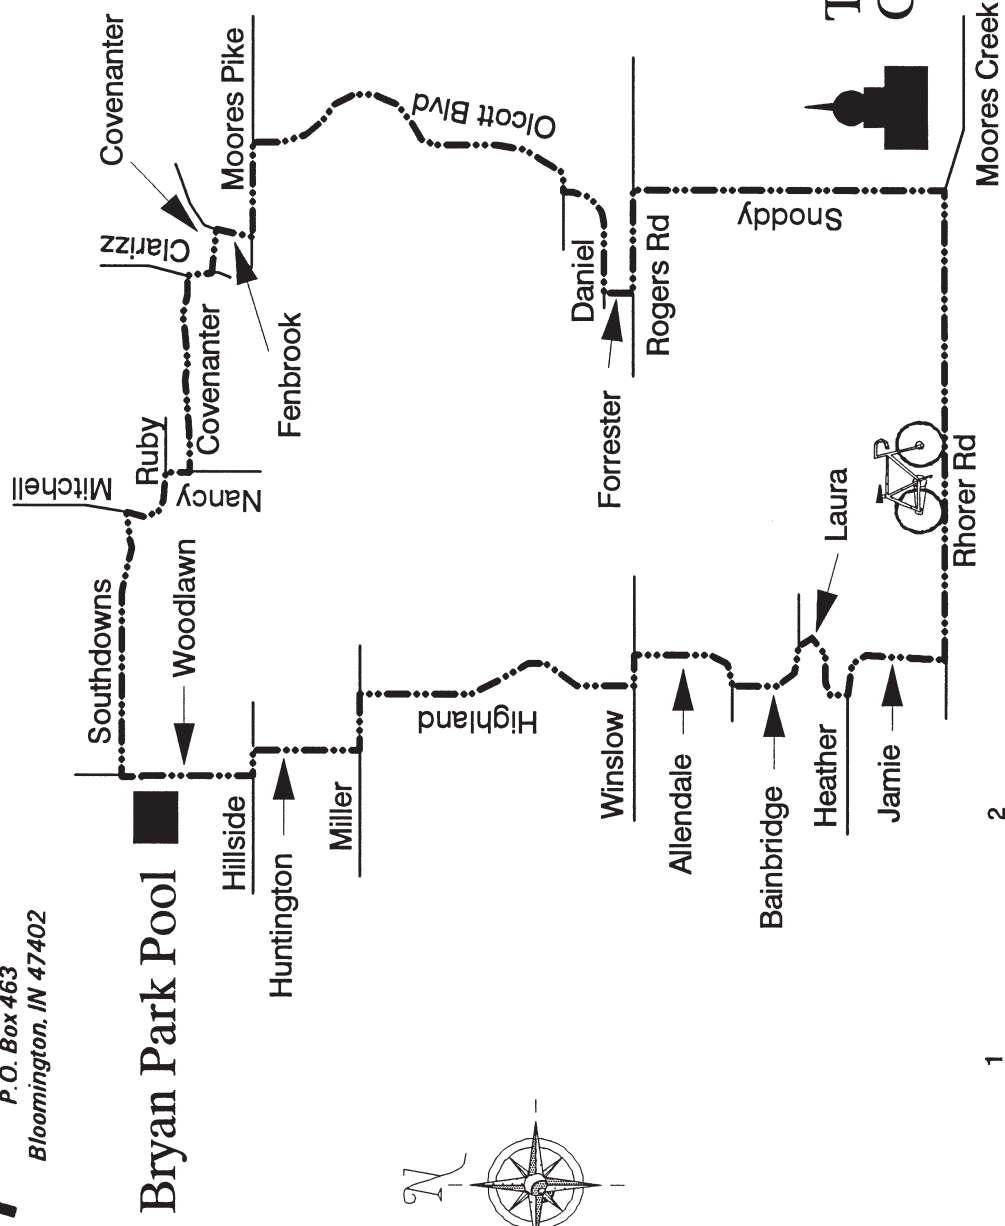 P.O. Box 463
Bloomington, IN 47402
Bryan Park Pool
Southdowns
Woodlawn
Mitchell
Ruby
Nancy
Covenanter
Clarizz
Covenanter
Fenbrook
Moores Pike
Olcott Blvd
Daniel
Forrester
Rogers Rd
Snoddy
Moores Creek
Rhorer Rd
Hillside
Huntington
Miller
Highland
Winslow
Allendale
Bainbridge
Laura
Heather
Jamie
N
1
2